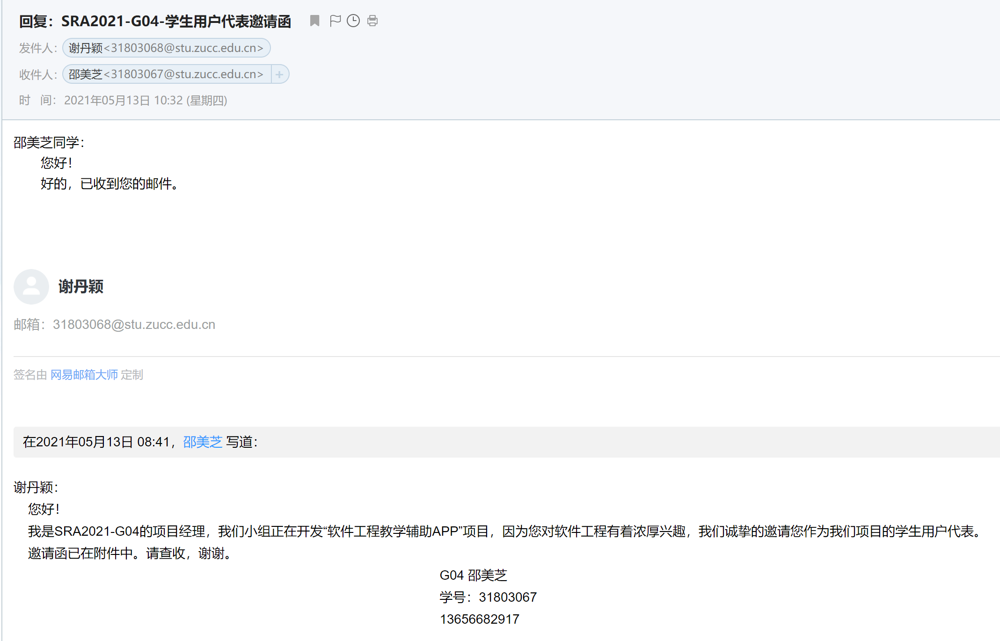 回复：SRA2021-G04-学生用户代表邀请函
发件人： 谢丹颖<31803068@stu.zucc.edu.cn>
收件人： 邵美芝<31803067@stu.zucc.edu.cn> +
时 间： 2021年05月13日 10:32 (星期四)
邵美芝同学：
您好！
好的，已收到您的邮件。
谢丹颖
邮箱：31803068@stu.zucc.edu.cn
签名由 网易邮箱大师 定制
在2021年05月13日 08:41，邵美芝 写道：
谢丹颖：
您好！
我是SRA2021-G04的项目经理，我们小组正在开发“软件工程教学辅助APP”项目，因为您对软件工程有着浓厚兴趣，我们诚挚的邀请您作为我们项目的学生用户代表。
邀请函已在附件中。请查收，谢谢。
G04 邵美芝
学号：31803067
13656682917